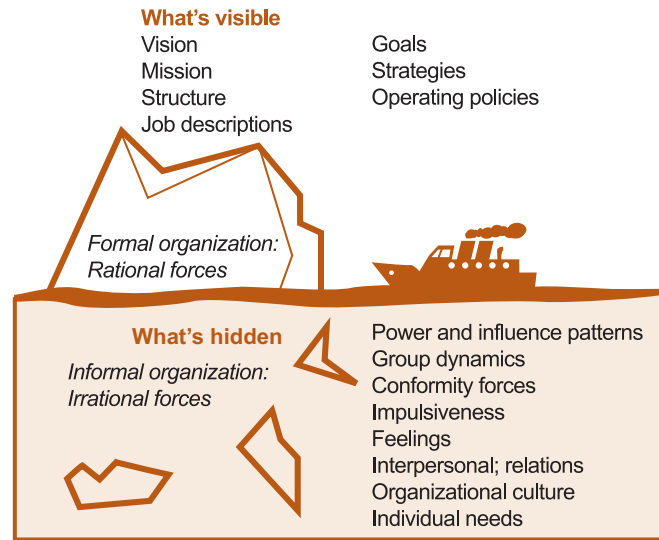 What's visible
Vision
Mission
Structure
Job descriptions
Goals
Strategies
Operating policies
Formal organization:
Rational forces
What's hidden
Informal organization:
Irrational forces
Power and influence patterns
Group dynamics
Conformity forces
Impulsiveness
Feelings
Interpersonal; relations
Organizational culture
Individual needs